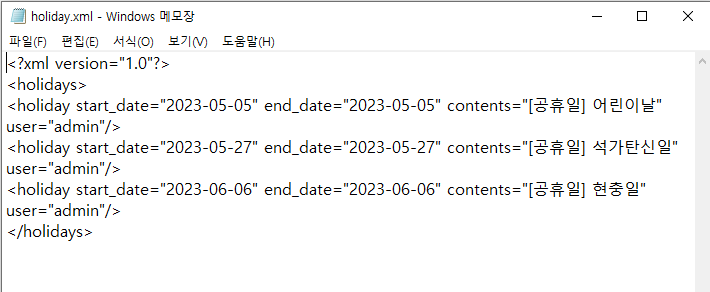 holiday.xml - Windows 메모장
파일(F) 편집(E) 서식(O) 보기(V) 도움말(H)
<?xml version="1.0"?>
<holidays>
<holiday start_date="2023-05-05" end_date="2023-05-05" contents="[공휴일] 어린이날"
user="admin"/>
<holiday start_date="2023-05-27" end_date="2023-05-27" contents="[공휴일] 석가탄신일"
user="admin"/>
<holiday start_date="2023-06-06" end_date="2023-06-06" contents="[공휴일] 현충일"
user="admin"/>
</holidays>